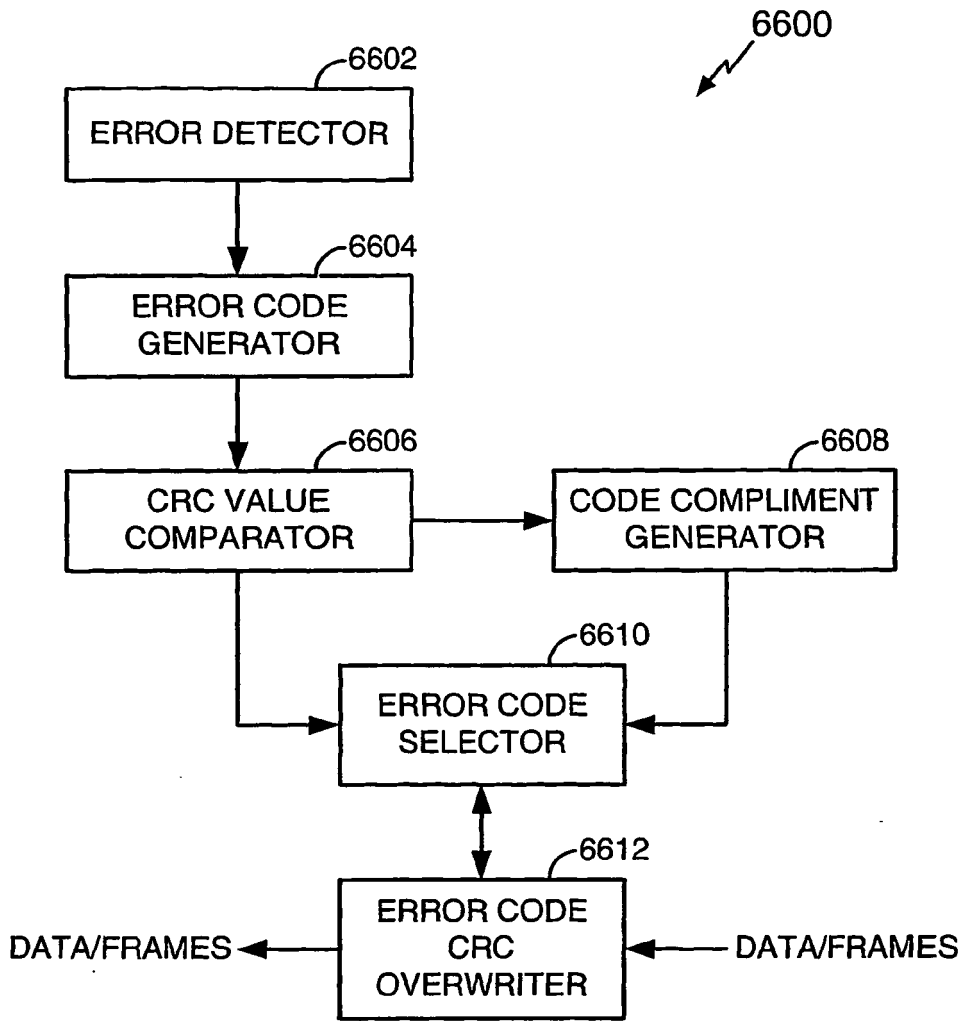 6600
6602
ERROR DETECTOR
6604
ERROR CODE
GENERATOR
6606
CRC VALUE
COMPARATOR
6608
CODE COMPLIMENT
GENERATOR
6610
ERROR CODE
SELECTOR
6612
ERROR CODE
CRC
OVERWRITER
DATA/FRAMES
DATA/FRAMES